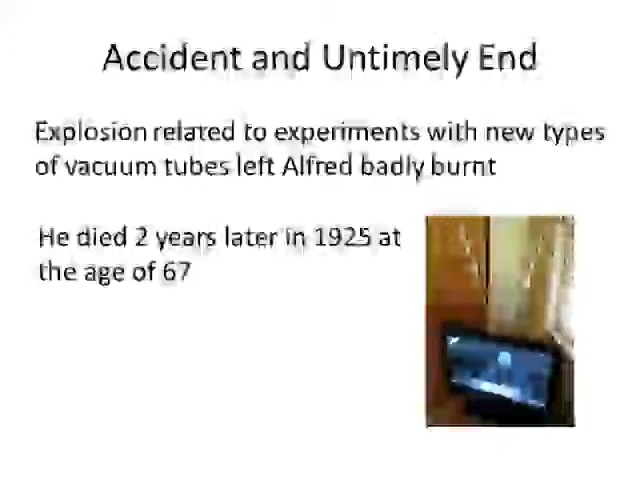 Accident and Untimely End
Explosion related to experiments with new types
of vacuum tubes left Alfred badly burnt
He died 2 years later in 1925 at
the age of 67